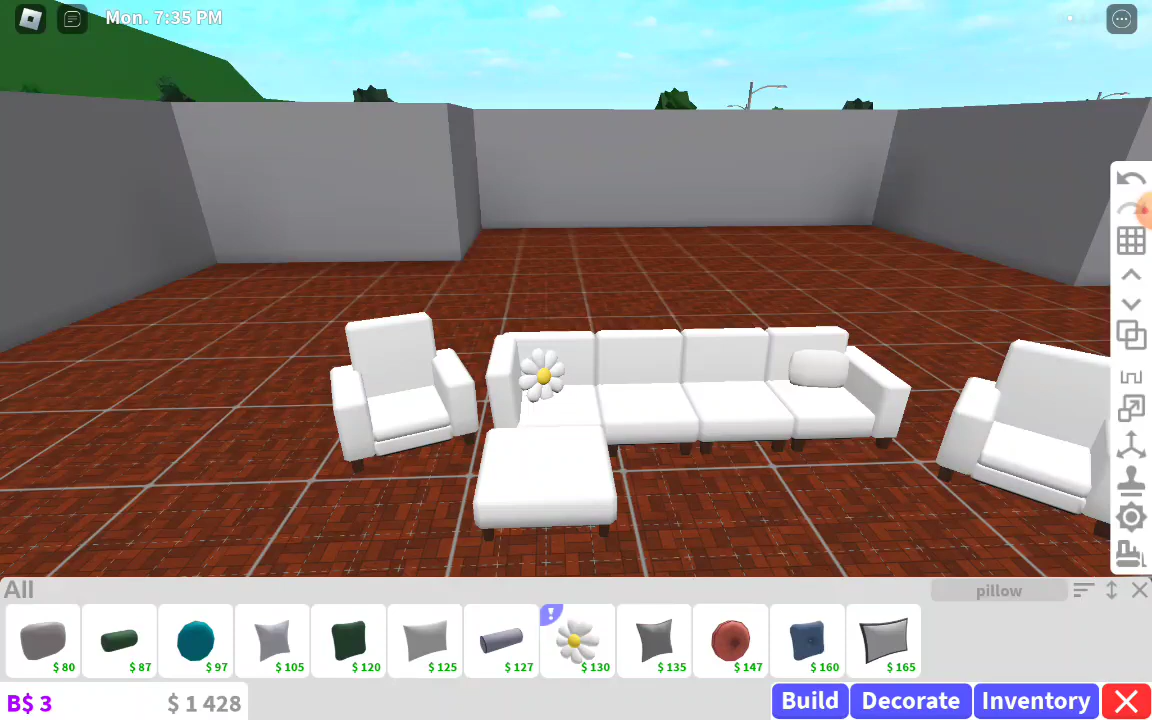 Mon. 7:35 PM
All
pillow
$ 80
$ 87
$ 97
$ 105
$ 120
$ 125
$ 127
!
$ 130
$ 135
$ 147
$ 160
$ 165
B$ 3
$ 1 428
Build
Decorate
Inventory